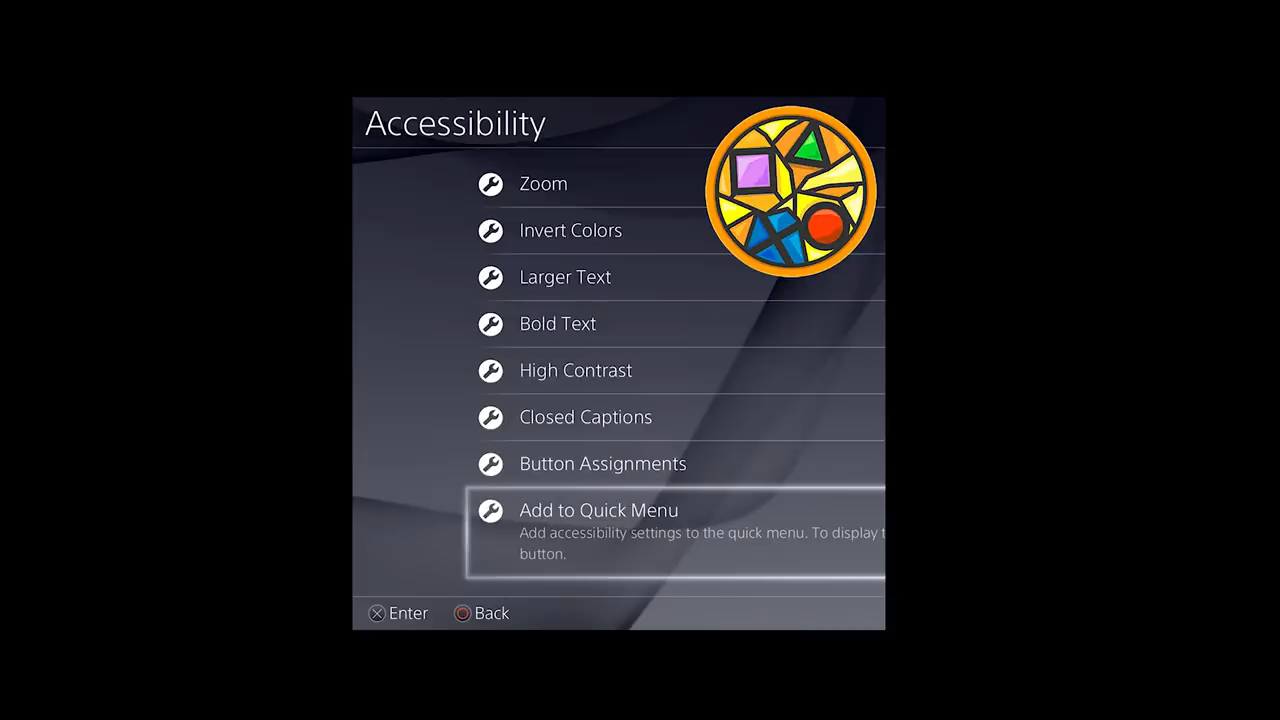 Accessibility
Zoom
Invert Colors
Larger Text
Bold Text
High Contrast
Closed Captions
Button Assignments
Add to Quick Menu
Add accessibility settings to the quick menu. To display
button.
Enter Back